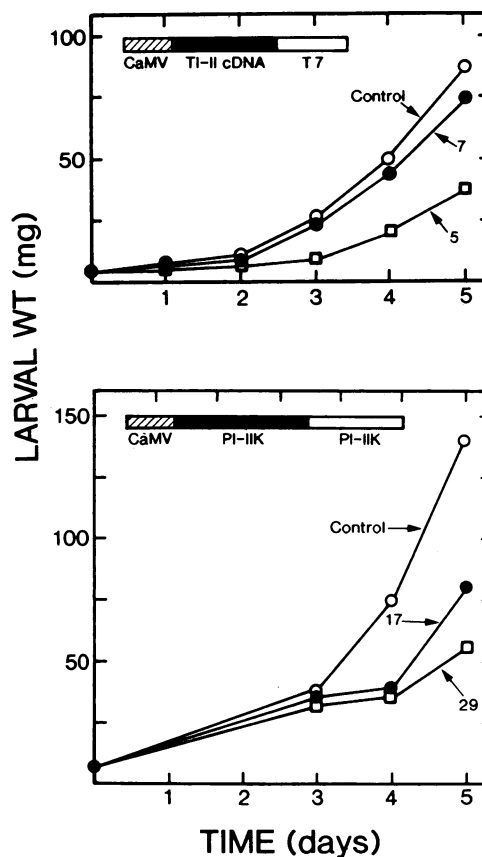 100
CaMV TI-II cDNA T7
Control
7
50
5
1 2 3 4 5
LARVAL WT (mg)
150
CaMV PI-IIK PI-IIK
Control
100
17
50
29
1 2 3 4 5
TIME (days)